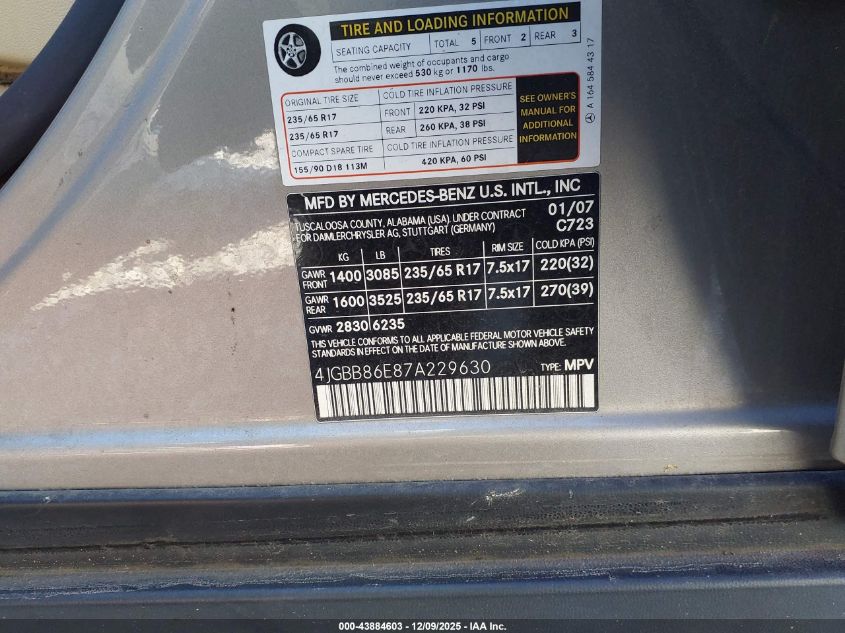 TIRE AND LOADING INFORMATION
SEATING CAPACITY TOTAL 5 FRONT 2 REAR 3
The combined weight of occupants and cargo
should never exceed 530 kg or 1170 lbs.
ORIGINAL TIRE SIZE COLD TIRE INFLATION PRESSURE
235/65 R17 FRONT 220 KPA, 32 PSI
235/65 R17 REAR 260 KPA, 38 PSI
COMPACT SPARE TIRE COLD TIRE INFLATION PRESSURE
155/90 D18 113M 420 KPA, 60 PSI
SEE OWNER'S
MANUAL FOR
ADDITIONAL
INFORMATION
A 164 584 43 17
MFD BY MERCEDES-BENZ U.S. INTL., INC
TUSCALOOSA COUNTY, ALABAMA (USA). UNDER CONTRACT 01/07
FOR DAIMLERCHRYSLER AG, STUTTGART (GERMANY) C723
KG LB TIRES RIM SIZE COLD KPA (PSI)
GAWR FRONT 1400 3085 235/65 R17 7.5x17 220(32)
GAWR REAR 1600 3525 235/65 R17 7.5x17 270(39)
GVWR 2830 6235
THIS VEHICLE CONFORMS TO ALL APPLICABLE FEDERAL MOTOR VEHICLE SAFETY
STANDARDS IN EFFECT ON THE DATE OF MANUFACTURE SHOWN ABOVE.
4JGBB86E87A229630 TYPE: MPV
000-43884603 - 12/09/2025 - IAA Inc.